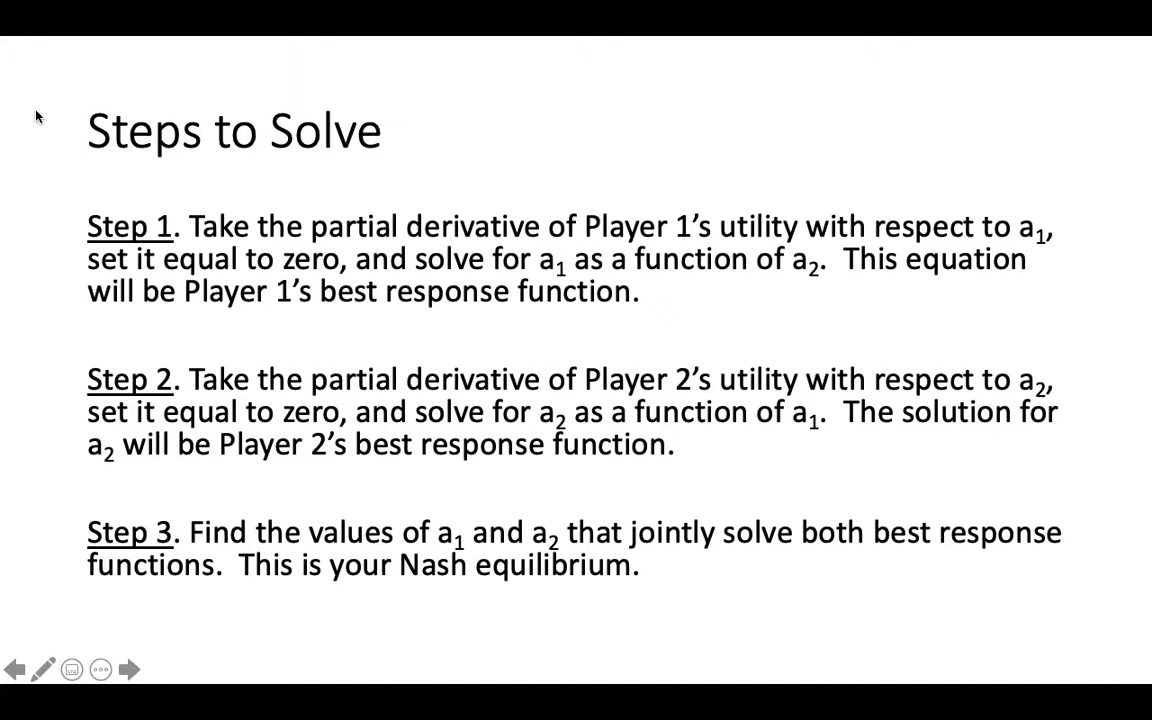 Steps to Solve
Step 1. Take the partial derivative of Player 1’s utility with respect to a₁,
set it equal to zero, and solve for a₁ as a function of a₂.  This equation
will be Player 1’s best response function.
Step 2. Take the partial derivative of Player 2’s utility with respect to a₂,
set it equal to zero, and solve for a₂ as a function of a₁.  The solution for
a₂ will be Player 2’s best response function.
Step 3. Find the values of a₁ and a₂ that jointly solve both best response
functions.  This is your Nash equilibrium.